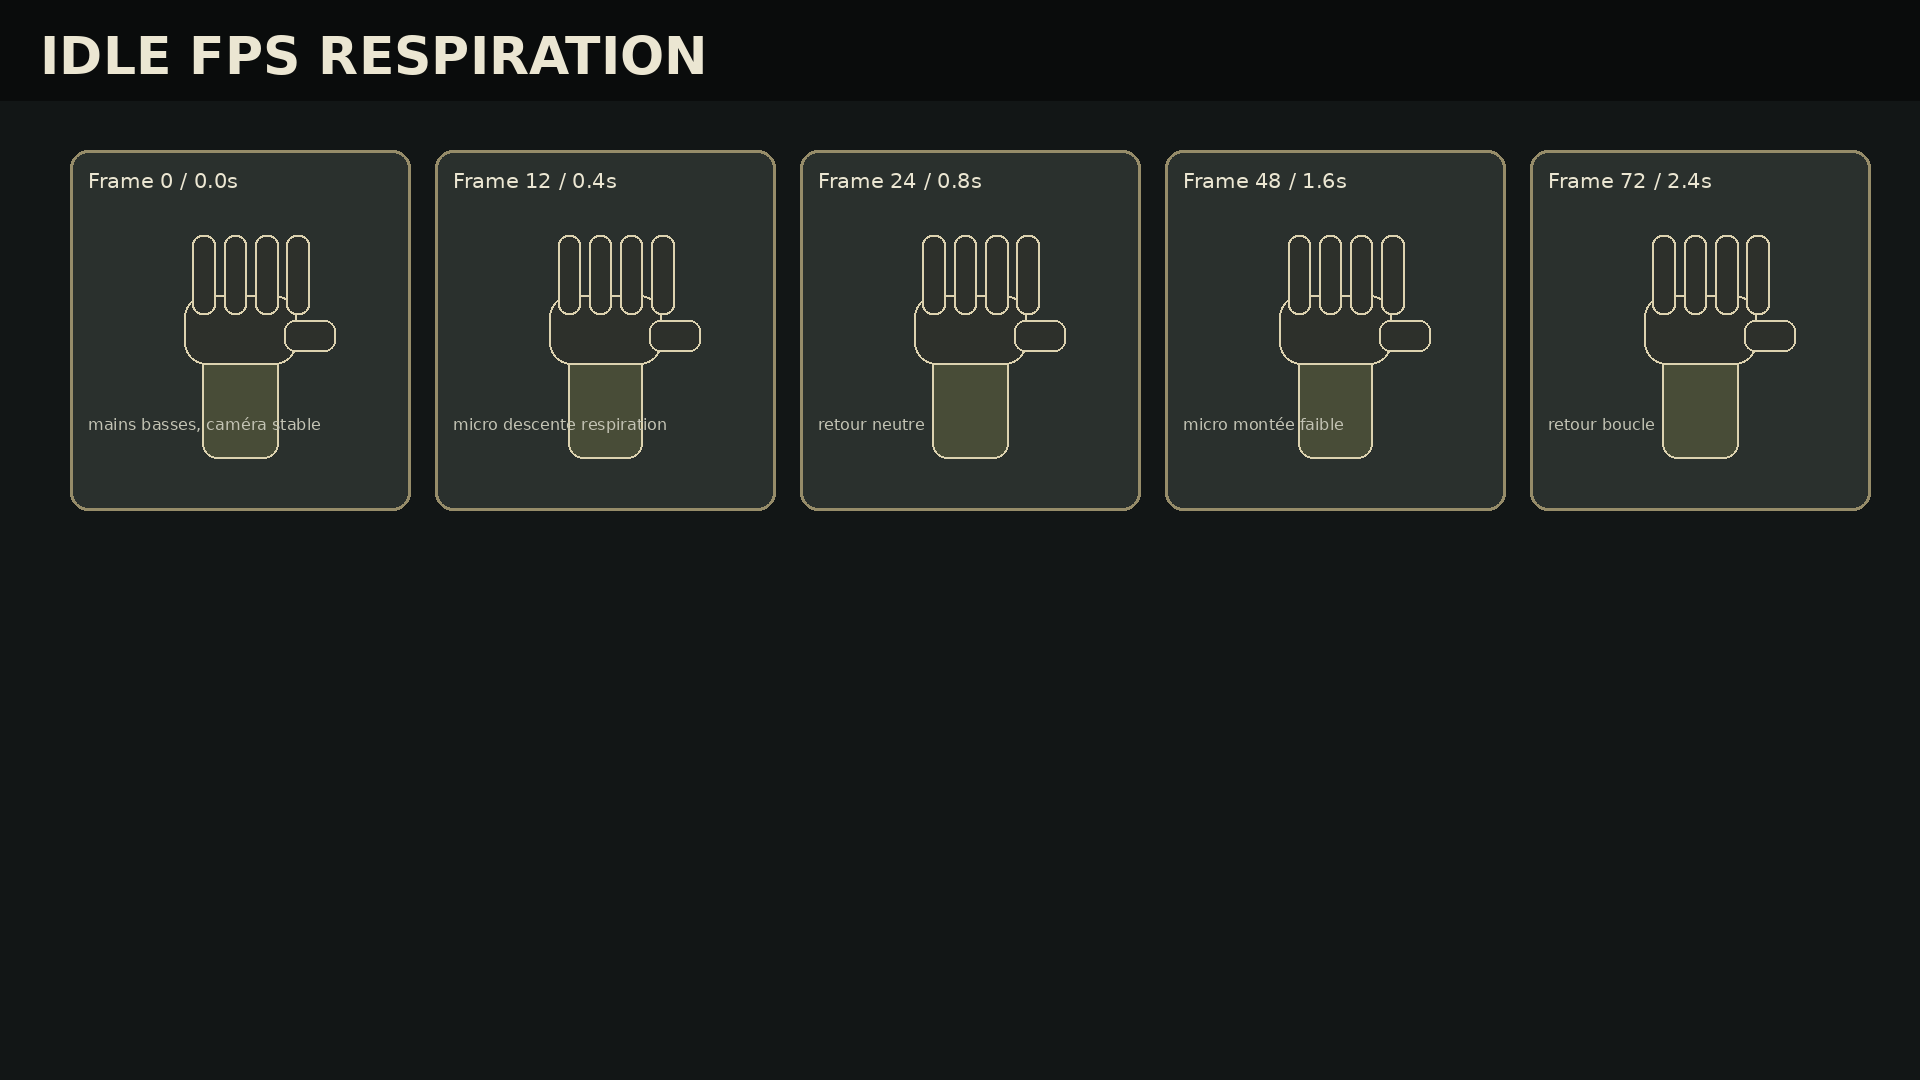 IDLE FPS RESPIRATION
Frame 0 / 0.0s
mains basses, caméra stable
Frame 12 / 0.4s
micro descente respiration
Frame 24 / 0.8s
retour neutre
Frame 48 / 1.6s
micro montée faible
Frame 72 / 2.4s
retour boucle